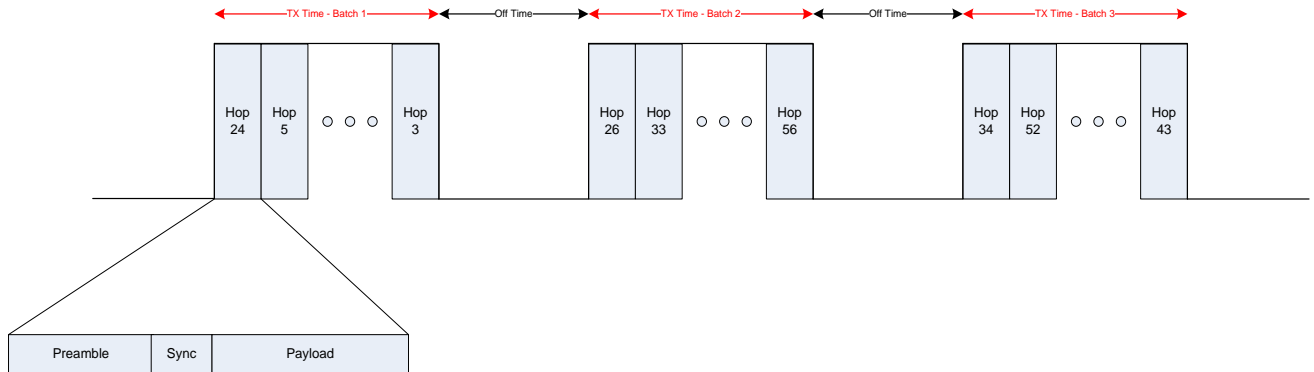 TX Time - Batch 1
Off Time
TX Time - Batch 2
Off Time
TX Time - Batch 3
Hop
24
Hop
5
Hop
3
Hop
26
Hop
33
Hop
56
Hop
34
Hop
52
Hop
43
Preamble
Sync
Payload